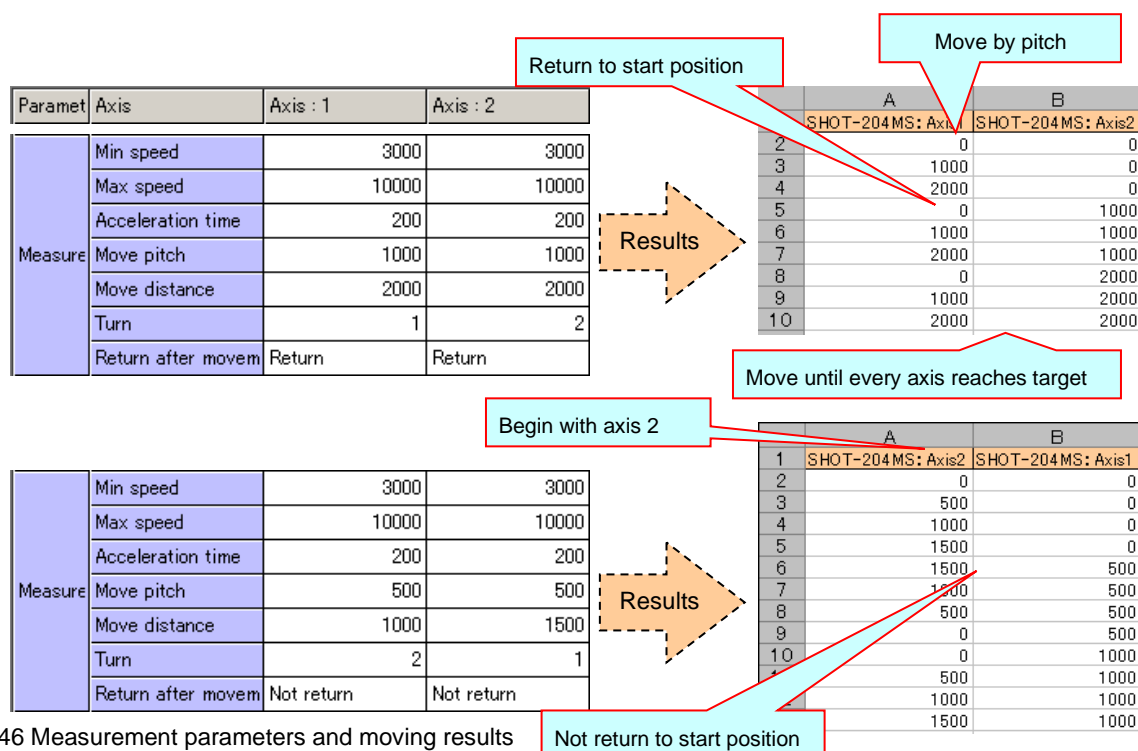 Move by pitch
Return to start position
Paramet Axis Axis : 1 Axis : 2
Min speed 3000 3000
Max speed 10000 10000
Acceleration time 200 200
Measure Move pitch 1000 1000
Move distance 2000 2000
Turn 1 2
Return after movem Return Return
Results
A B
SHOT-204MS: Axis1 SHOT-204MS: Axis2
2 0 0
3 1000 0
4 2000 0
5 0 1000
6 1000 1000
7 2000 1000
8 0 2000
9 1000 2000
10 2000 2000
Move until every axis reaches target
Begin with axis 2
Min speed 3000 3000
Max speed 10000 10000
Acceleration time 200 200
Measure Move pitch 500 500
Move distance 1000 1500
Turn 2 1
Return after movem Not return Not return
Results
A B
1 SHOT-204MS: Axis2 SHOT-204MS: Axis1
2 0 0
3 500 0
4 1000 0
5 1500 0
6 1500 500
7 1000 500
8 500 500
9 0 500
10 0 1000
500 1000
1000 1000
1500 1000
46 Measurement parameters and moving results
Not return to start position